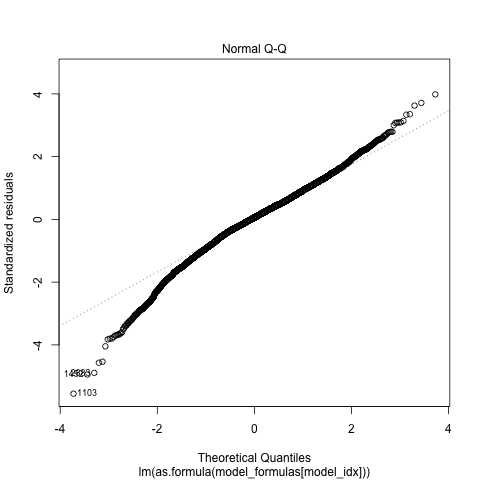 Normal Q-Q
Standardized residuals
4
2
0
-2
-4
1103
-4
-2
0
2
4
Theoretical Quantiles
lm(as.formula(model_formulas[model_idx]))